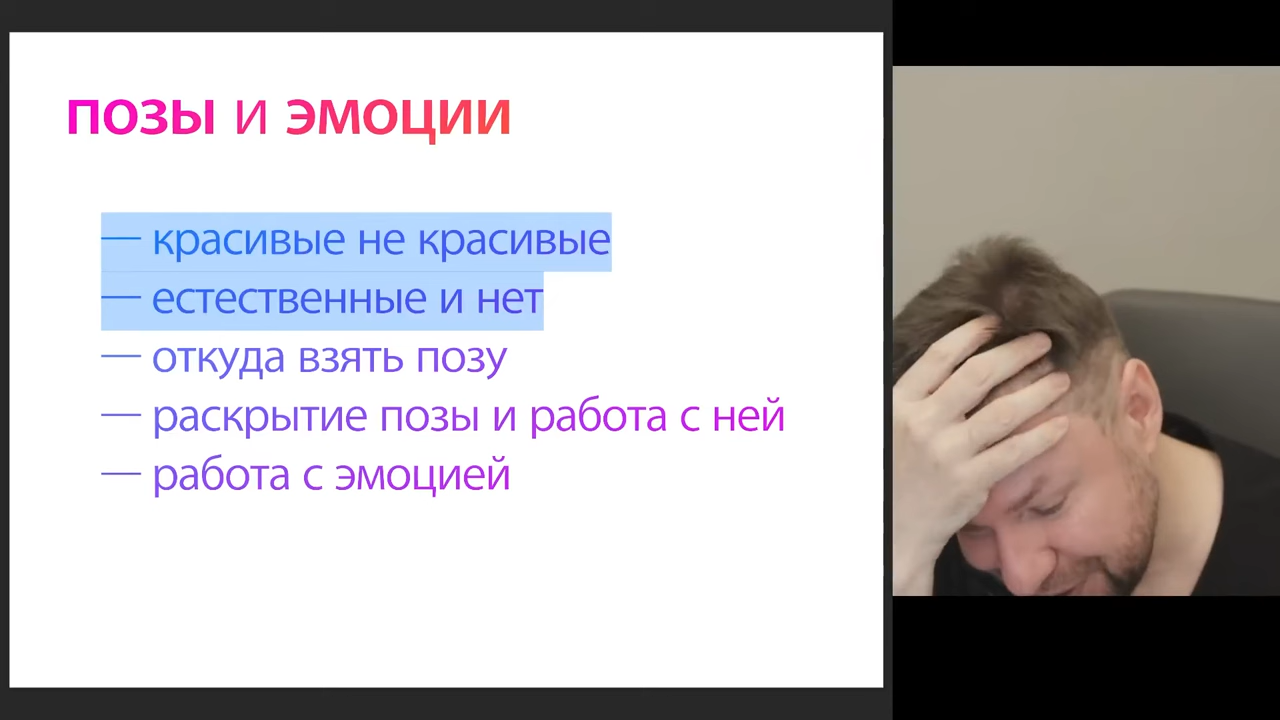 позы и эмоции
— красивые не красивые
— естественные и нет
— откуда взять позу
— раскрытие позы и работа с ней
— работа с эмоцией